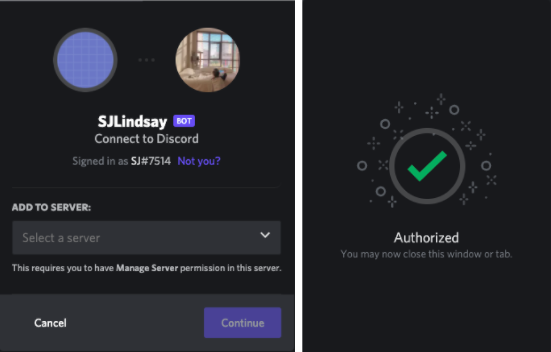 SJLindsay BOT
Connect to Discord
Signed in as SJ#7514 Not you?
ADD TO SERVER:
Select a server
This requires you to have Manage Server permission in this server.
Cancel
Continue
Authorized
You may now close this window or tab.